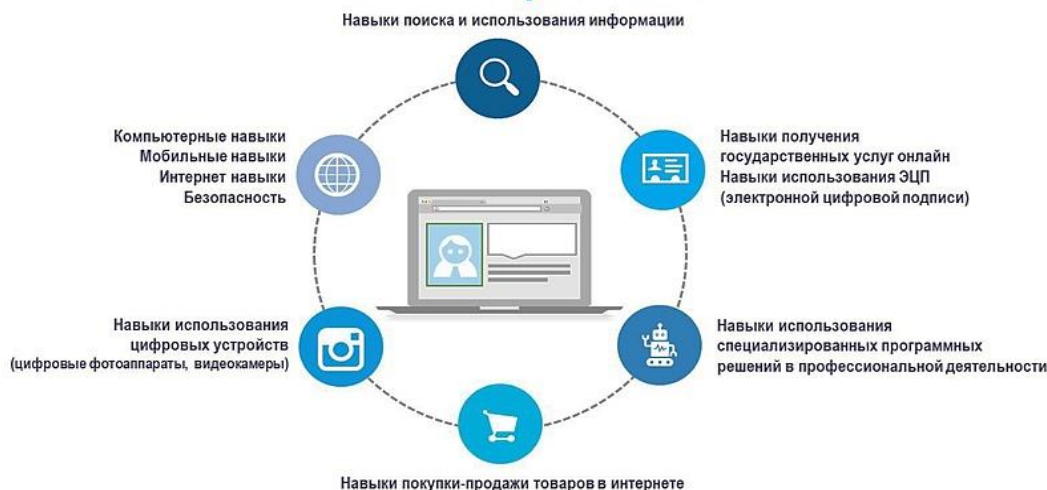 Навыки поиска и использования информации
Компьютерные навыки
Мобильные навыки
Интернет навыки
Безопасность
Навыки получения
государственных услуг онлайн
Навыки использования ЭЦП
(электронной цифровой подписи)
Навыки использования
цифровых устройств
(цифровые фотоаппараты, видеокамеры)
Навыки использования
специализированных программных
решений в профессиональной деятельности
Навыки покупки-продажи товаров в интернете